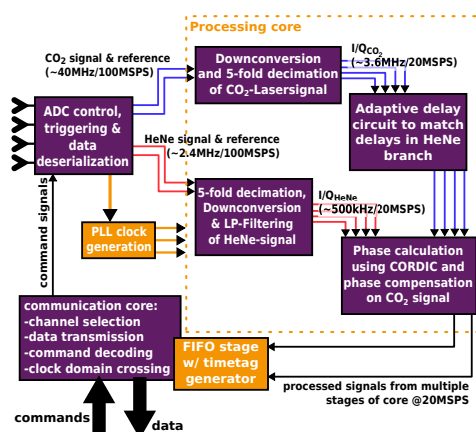 Processing core
CO2 signal & reference
(~40MHz/100MSPS)
Downconversion
and 5-fold decimation
of CO2-Lasersignal
I/QCO2
(~3.6MHz/20MSPS)
ADC control,
triggering &
data
deserialization
Adaptive delay
circuit to match
delays in HeNe
branch
HeNe signal & reference
(~2.4MHz/100MSPS)
5-fold decimation,
Downconversion
& LP-Filtering
of HeNe-signal
I/QHeNe
(~500kHz/20MSPS)
command signals
PLL clock
generation
Phase calculation
using CORDIC and
phase compensation
on CO2 signal
communication core:
-channel selection
-data transmission
-command decoding
-clock domain crossing
FIFO stage
w/ timetag
generator
processed signals from multiple
stages of core @20MSPS
commands
data